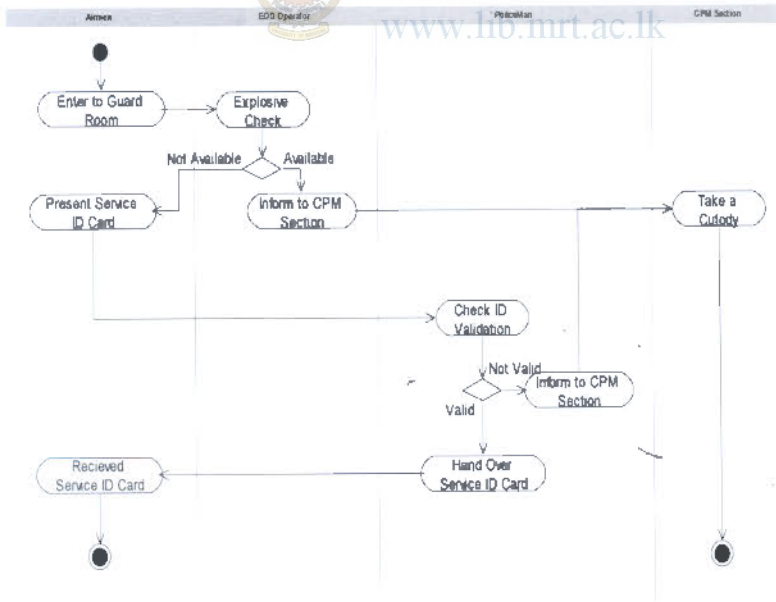 Airmen
EOD Operator
PoliceMan
CPM Section
www.lib.mrt.ac.lk
Enter to Guard
Room
Explosive
Check
Not Available
Available
Present Service
ID Card
Inform to CPM
Section
Take a
Cutody
Check ID
Validation
Not Valid
Valid
Inform to CPM
Section
Recieved
Service ID Card
Hand Over
Service ID Card